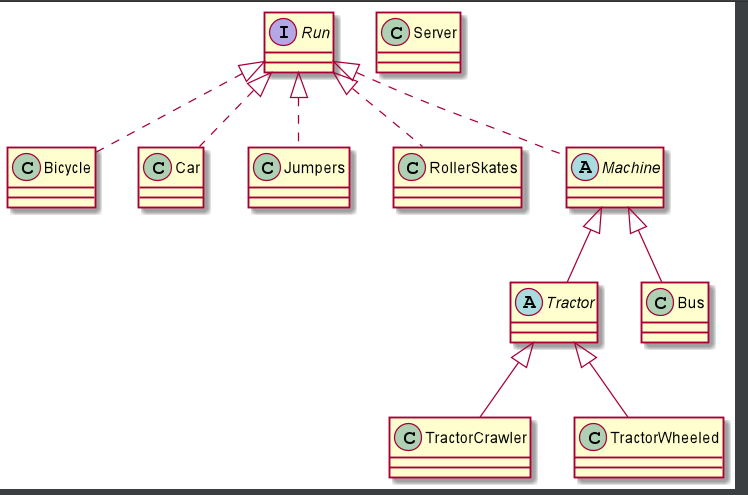 I Run
C Server
C Bicycle
C Car
C Jumpers
C RollerSkates
A Machine
A Tractor
C Bus
C TractorCrawler
C TractorWheeled